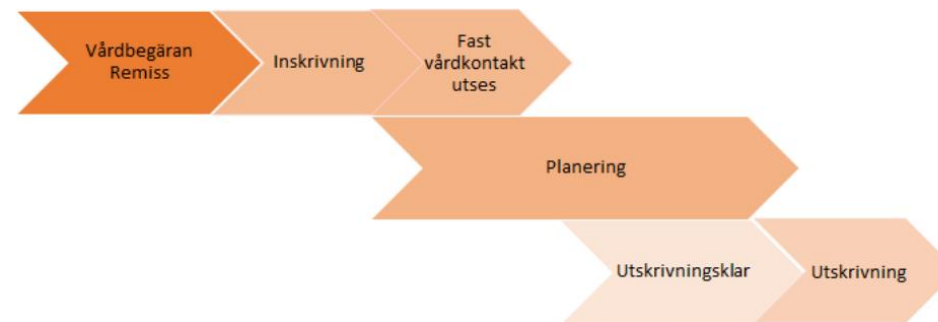 Vårdbegäran
Remiss
Inskrivning
Fast
vårdkontakt
utses
Planering
Utskrivningsklar
Utskrivning